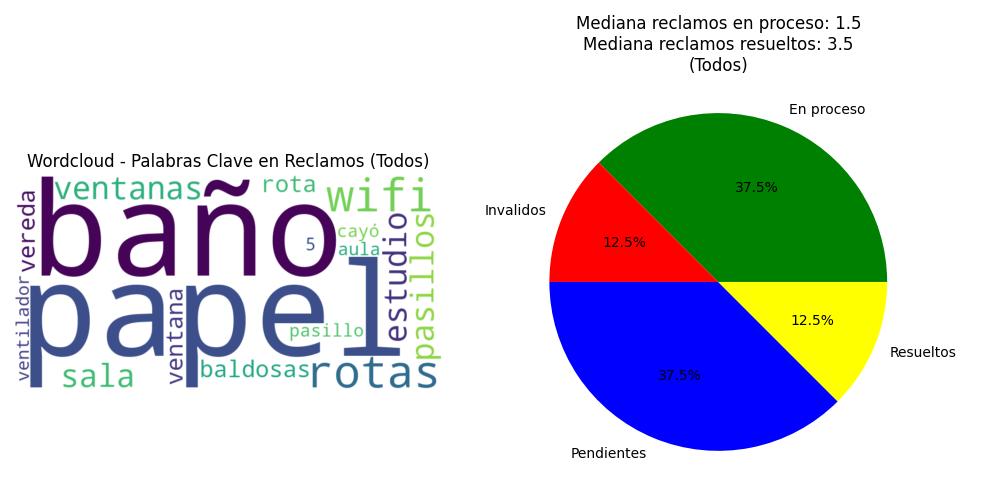 Wordcloud - Palabras Clave en Reclamos (Todos)
ventanas
rota
wifi
vereda
baño
cayó
5
aula
estudio
pasillos
ventilador
papel
ventana
pasillo
sala
baldosas
rotas
Mediana reclamos en proceso: 1.5
Mediana reclamos resueltos: 3.5
(Todos)
En proceso
37.5%
Invalidos
12.5%
12.5%
Resueltos
37.5%
Pendientes